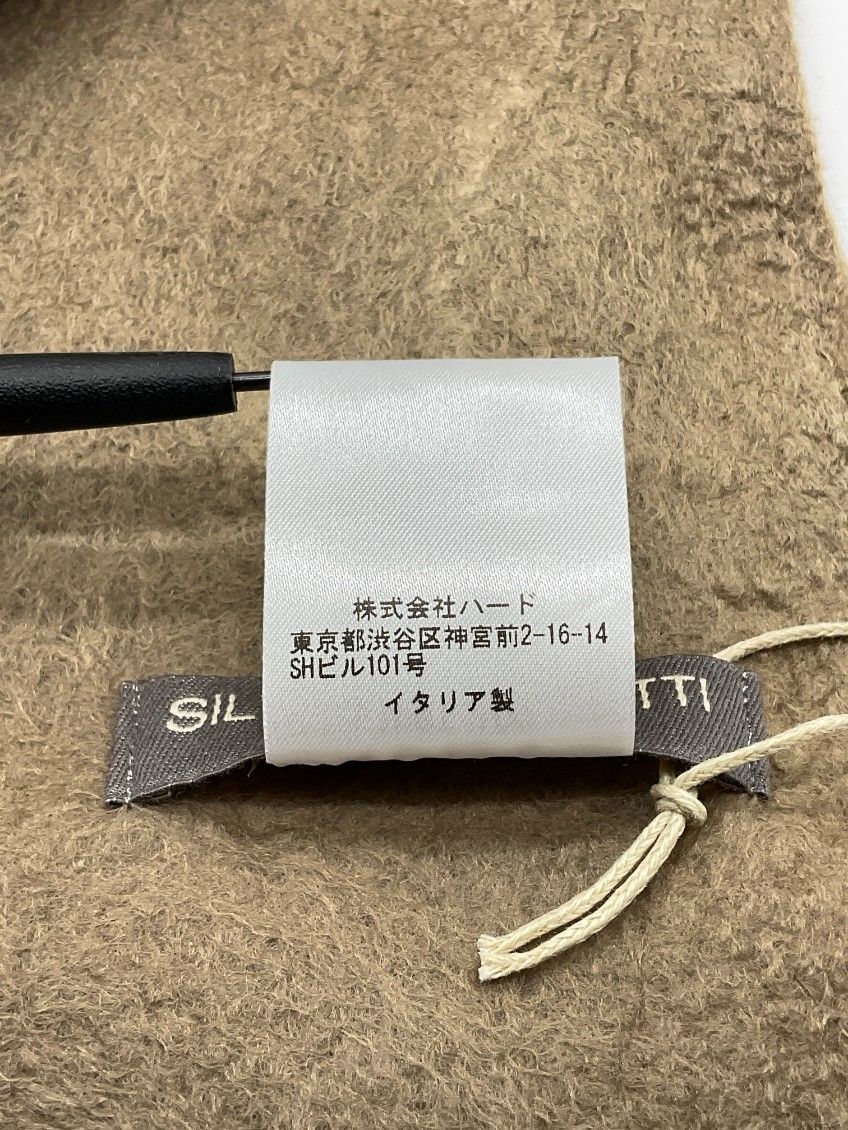 株式会社ハード
東京都渋谷区神宮前2-16-14
SHビル101号
イタリア製
SIL TTI